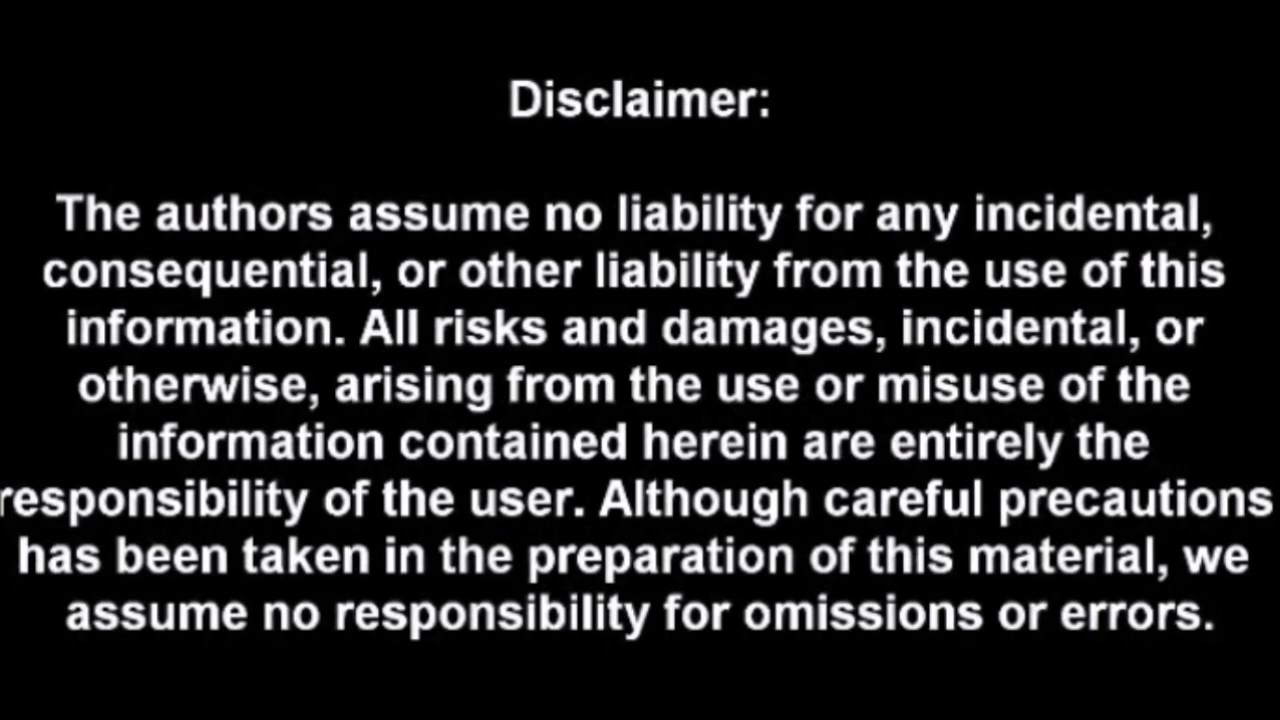 Disclaimer:
The authors assume no liability for any incidental,
consequential, or other liability from the use of this
information. All risks and damages, incidental, or
otherwise, arising from the use or misuse of the
information contained herein are entirely the
responsibility of the user. Although careful precautions
has been taken in the preparation of this material, we
assume no responsibility for omissions or errors.